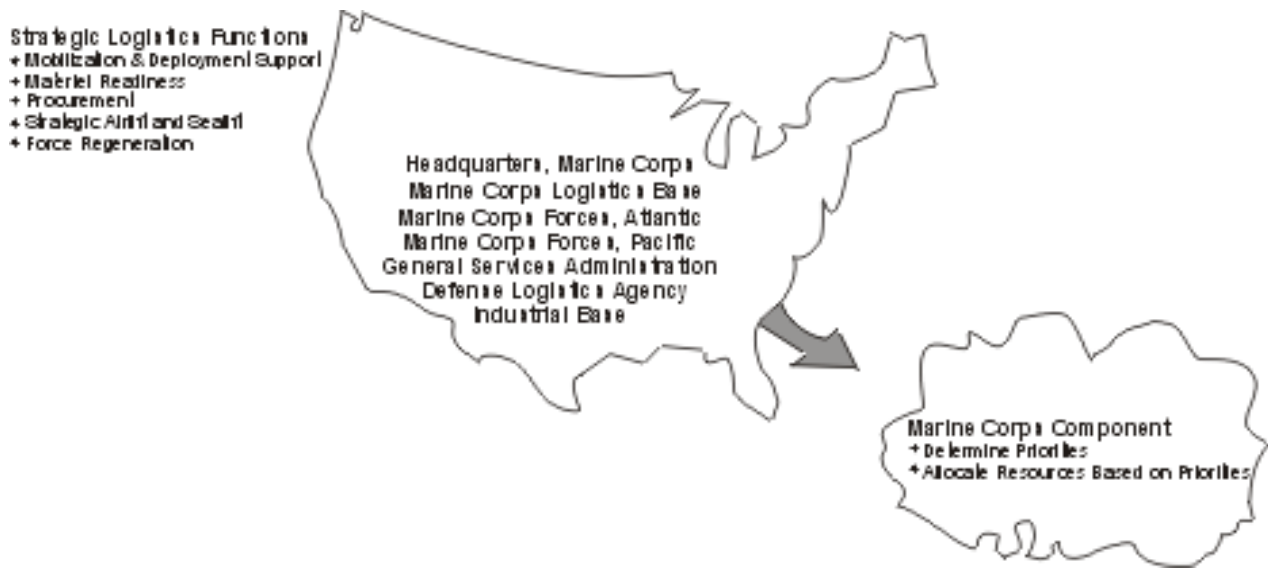 Strategic Logistics Functions
+ Mobilization & Deployment Support
+ Materiel Readiness
+ Procurement
+ Strategic Airlift and Sealift
+ Force Regeneration
Headquarters, Marine Corps
Marine Corps Logistics Base
Marine Corps Forces, Atlantic
Marine Corps Forces, Pacific
General Services Administration
Defense Logistics Agency
Industrial Base
Marine Corps Component
+ Determine Priorities
+ Allocate Resources Based on Priorities